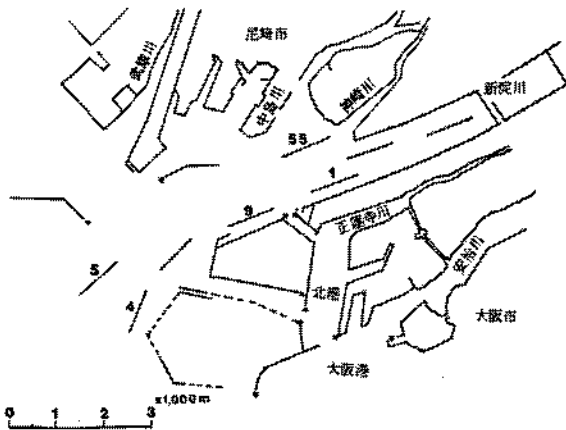 尼崎市
武庫川
中島川
神崎川
新淀川
55
1
9
正蓮寺川
5
4
北港
安治川
大阪市
大阪港
x1,000m
0 1 2 3